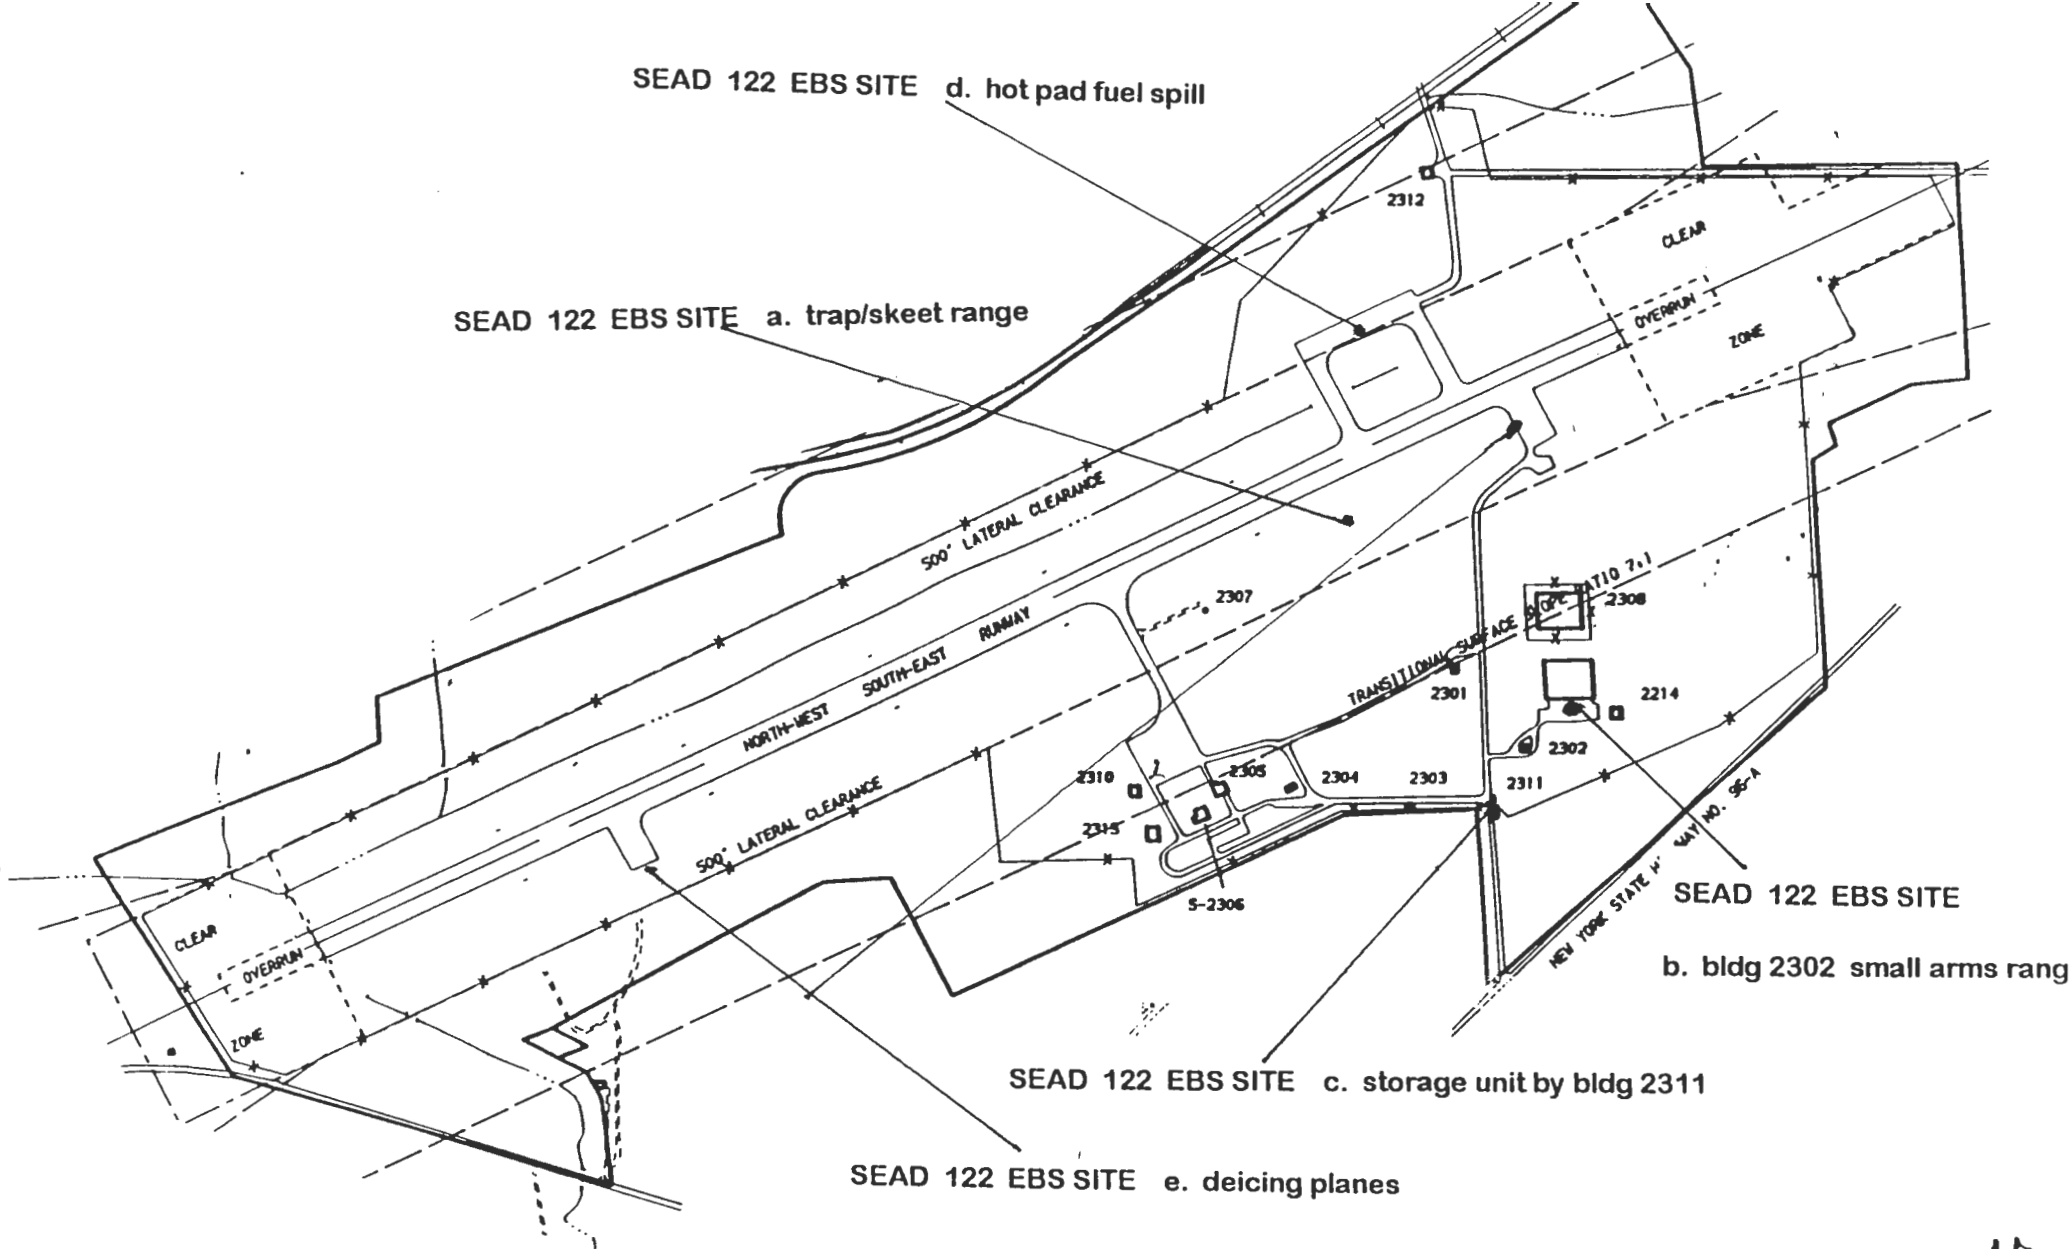 SEAD 122 EBS SITE d. hot pad fuel spill
2312
CLEAR
OVERRUN
ZONE
SEAD 122 EBS SITE a. trap/skeet range
500' LATERAL CLEARANCE
2307
NORTH-WEST SOUTH-EAST RUNWAY
TRANSITIONAL SURFACE SLOPE RATIO 7:1
2308
2301
2214
2302
2310
2305
2304
2303
2311
2315
500' LATERAL CLEARANCE
S-2306
NEW YORK STATE WAY NO. 96-A
SEAD 122 EBS SITE
b. bldg 2302 small arms rang
CLEAR
OVERRUN
ZONE
SEAD 122 EBS SITE c. storage unit by bldg 2311
SEAD 122 EBS SITE e. deicing planes